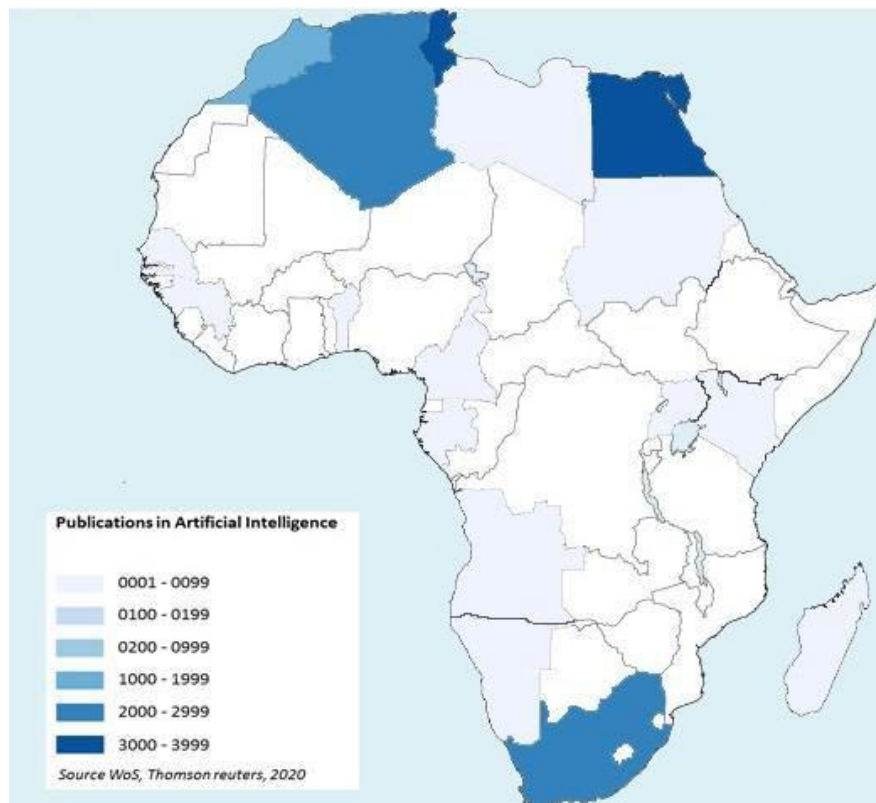 Publications in Artificial Intelligence
0001 - 0099
0100 - 0199
0200 - 0999
1000 - 1999
2000 - 2999
3000 - 3999
Source WoS, Thomson reuters, 2020